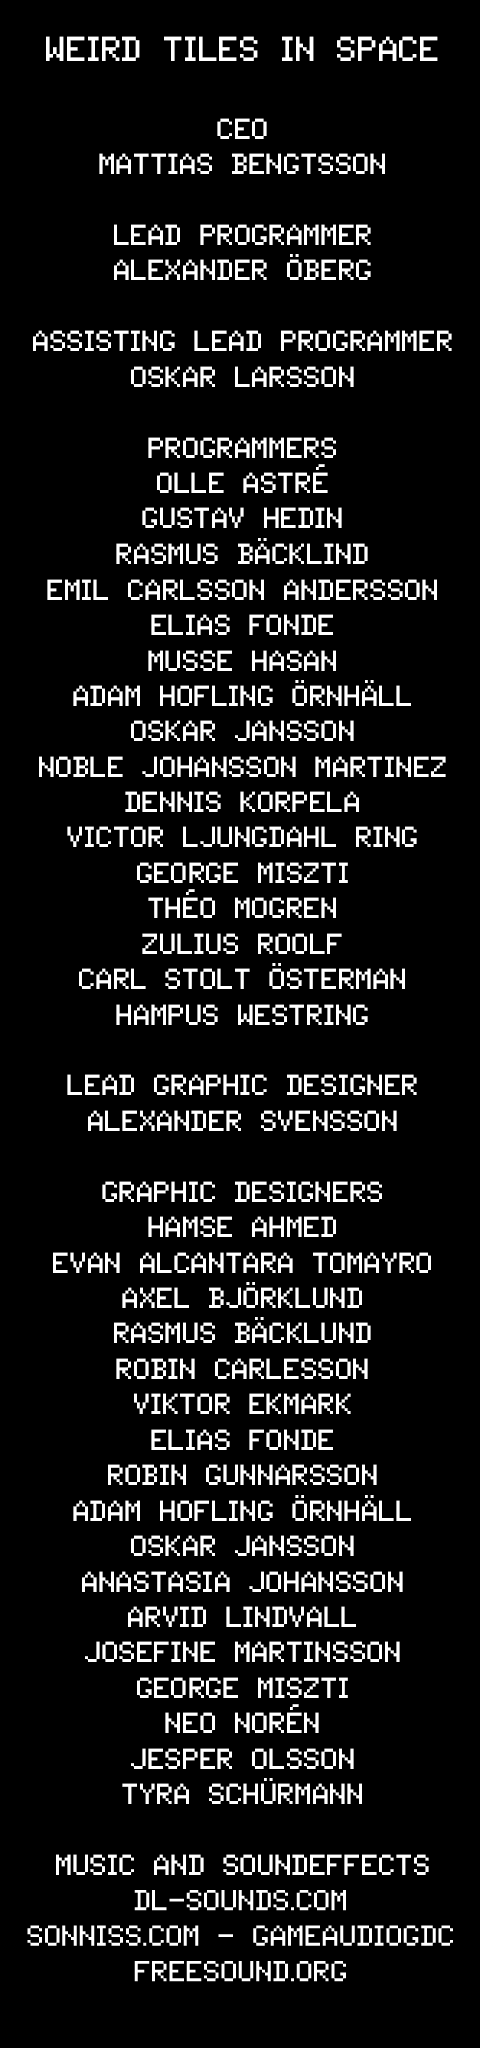 WEIRD TILES IN SPACE
CEO
MATTIAS BENGTSSON
LEAD PROGRAMMER
ALEXANDER ÖBERG
ASSISTING LEAD PROGRAMMER
OSKAR LARSSON
PROGRAMMERS
OLLE ASTRÉ
GUSTAV HEDIN
RASMUS BÄCKLIND
EMIL CARLSSON ANDERSSON
ELIAS FONDE
MUSSE HASAN
ADAM HOFLING ÖRNHÄLL
OSKAR JANSSON
NOBLE JOHANSSON MARTINEZ
DENNIS KORPELA
VICTOR LJUNGDAHL RING
GEORGE MISZTI
THÉO MOGREN
ZULIUS ROOLF
CARL STOLT ÖSTERMAN
HAMPUS WESTRING
LEAD GRAPHIC DESIGNER
ALEXANDER SVENSSON
GRAPHIC DESIGNERS
HAMSE AHMED
EVAN ALCANTARA TOMAYRO
AXEL BJÖRKLUND
RASMUS BÄCKLUND
ROBIN CARLESSON
VIKTOR EKMARK
ELIAS FONDE
ROBIN GUNNARSSON
ADAM HOFLING ÖRNHÄLL
OSKAR JANSSON
ANASTASIA JOHANSSON
ARVID LINDVALL
JOSEFINE MARTINSSON
GEORGE MISZTI
NEO NORÉN
JESPER OLSSON
TYRA SCHÜRMANN
MUSIC AND SOUNDEFFECTS
DL-SOUNDS.COM
SONNISS.COM - GAMEAUDIOGDC
FREESOUND.ORG